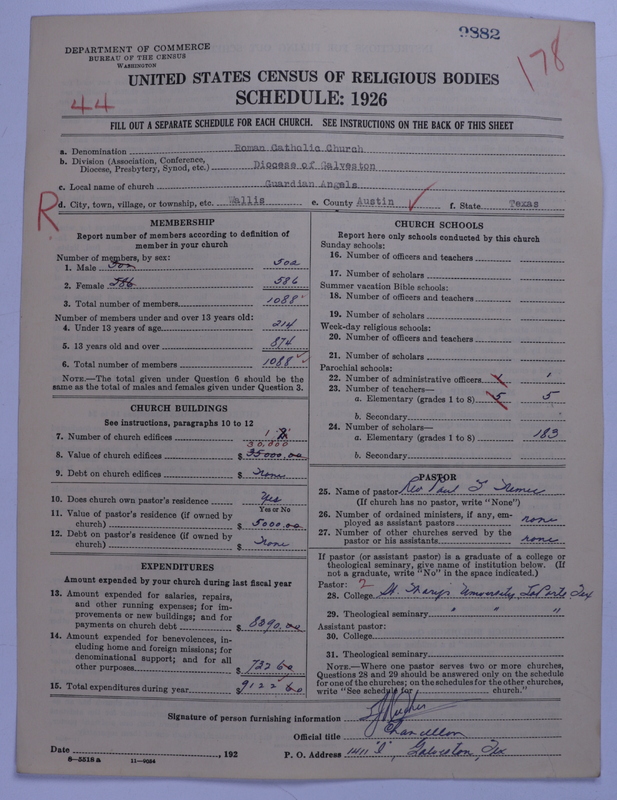 9882
178
DEPARTMENT OF COMMERCE
BUREAU OF THE CENSUS
WASHINGTON
UNITED STATES CENSUS OF RELIGIOUS BODIES
44
SCHEDULE: 1926
FILL OUT A SEPARATE SCHEDULE FOR EACH CHURCH. SEE INSTRUCTIONS ON THE BACK OF THIS SHEET
a. Denomination Roman Catholic Church
b. Division (Association, Conference, Diocese, Presbytery, Synod, etc.) Diocese of Galveston
c. Local name of church Guardian Angels
R
d. City, town, village, or township, etc. Wallis e. County Austin f. State Texas
MEMBERSHIP
Report number of members according to definition of
member in your church
Number of members, by sex:
1. Male 502
2. Female 586 586
3. Total number of members 1088
Number of members under and over 13 years old:
4. Under 13 years of age 214
5. 13 years old and over 874
6. Total number of members 1088
NOTE.—The total given under Question 6 should be the
same as the total of males and females given under Question 3.
CHURCH BUILDINGS
See instructions, paragraphs 10 to 12
7. Number of church edifices 1
30,000
8. Value of church edifices $ 35000.00
9. Debt on church edifices $ None
10. Does church own pastor's residence Yes
Yes or No
11. Value of pastor's residence (if owned by
church) $ 5000.00
12. Debt on pastor's residence (if owned by
church) $ None
EXPENDITURES
Amount expended by your church during last fiscal year
13. Amount expended for salaries, repairs,
and other running expenses; for im-
provements or new buildings; and for
payments on church debt $ 8390.00
14. Amount expended for benevolences, in-
cluding home and foreign missions; for
denominational support; and for all
other purposes $ 732.60
15. Total expenditures during year $ 9122.60
CHURCH SCHOOLS
Report here only schools conducted by this church
Sunday schools:
16. Number of officers and teachers
17. Number of scholars
Summer vacation Bible schools:
18. Number of officers and teachers
19. Number of scholars
Week-day religious schools:
20. Number of officers and teachers
21. Number of scholars
Parochial schools:
22. Number of administrative officers 1 1
23. Number of teachers—
a. Elementary (grades 1 to 8) 5 5
b. Secondary
24. Number of scholars—
a. Elementary (grades 1 to 8) 183
b. Secondary
PASTOR
25. Name of pastor Rev Paul
(If church has no pastor, write "None")
26. Number of ordained ministers, if any, em-
ployed as assistant pastors none
27. Number of other churches served by the
pastor or his assistants none
If pastor (or assistant pastor) is a graduate of a college or
theological seminary, give name of institution below. (If
not a graduate, write "No" in the space indicated.)
Pastor: 2
28. College St. Mary's University LaPorte Tex
29. Theological seminary " " "
Assistant pastor:
30. College
31. Theological seminary
NOTE.—Where one pastor serves two or more churches,
Questions 28 and 29 should be answered only on the schedule
for one of the churches; on the schedules for the other churches,
write "See schedule for church."
Signature of person furnishing information
Official title Chancellor
Date , 192 P. O. Address 1411 "I", Galveston, Tex
8—5518 a 11—9084